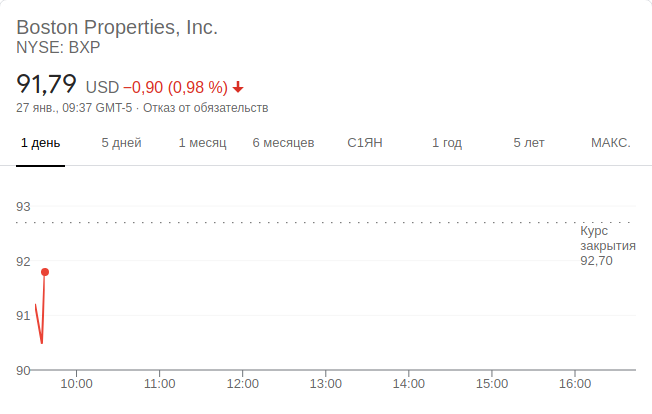 Boston Properties, Inc.
NYSE: BXP
91,79 USD −0,90 (0,98 %)
27 янв., 09:37 GMT-5 · Отказ от обязательств
1 день 5 дней 1 месяц 6 месяцев С1ЯН 1 год 5 лет МАКС.
93
Курс
закрытия
92,70
92
91
90
10:00 11:00 12:00 13:00 14:00 15:00 16:00